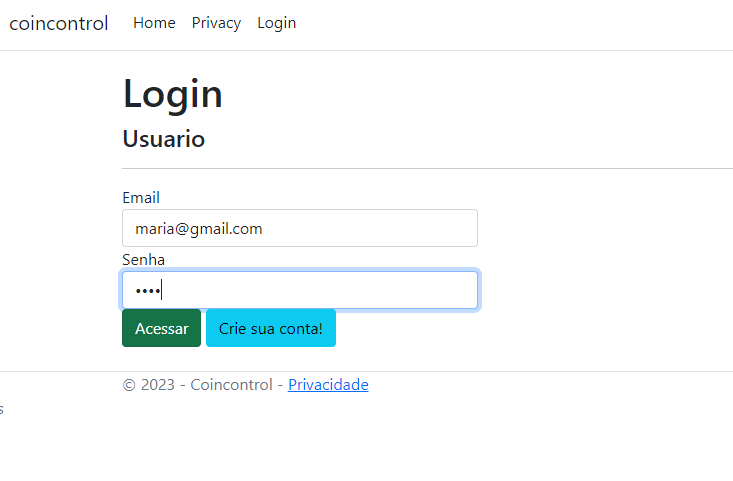 coincontrol Home Privacy Login
Login
Usuario
Email
maria@gmail.com
Senha
••••
Acessar Crie sua conta!
© 2023 - Coincontrol - Privacidade
s